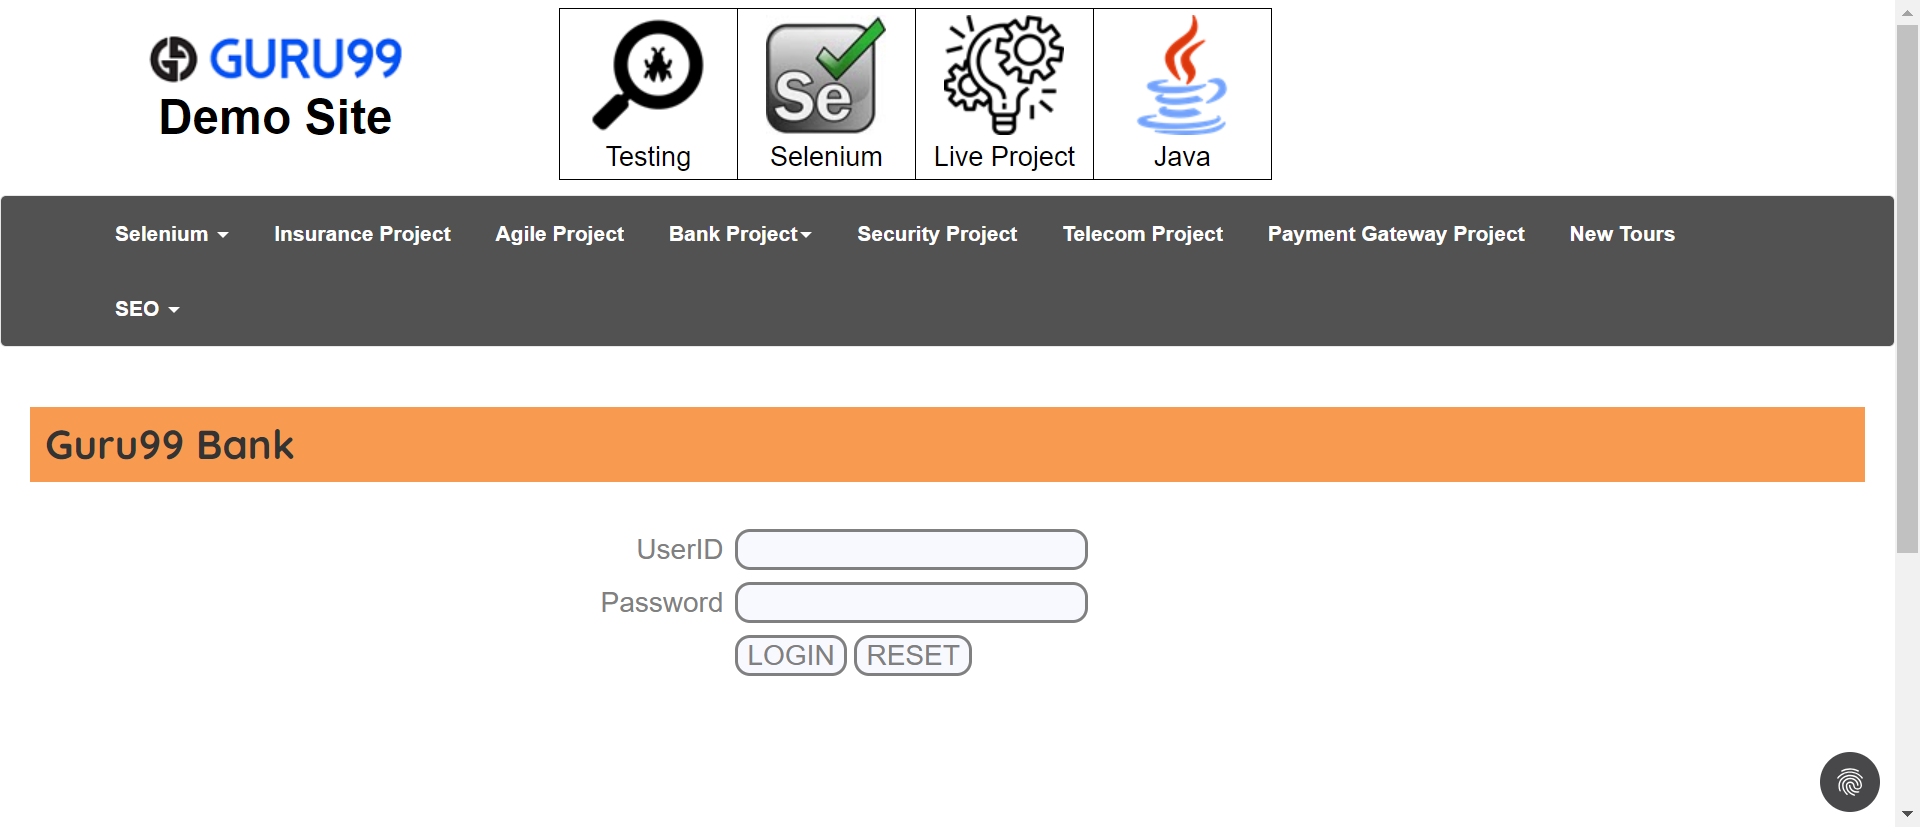 GURU99
Demo Site
Se
Testing Selenium Live Project Java
Selenium Insurance Project Agile Project Bank Project Security Project Telecom Project Payment Gateway Project New Tours
SEO
Guru99 Bank
UserID
Password
LOGIN RESET